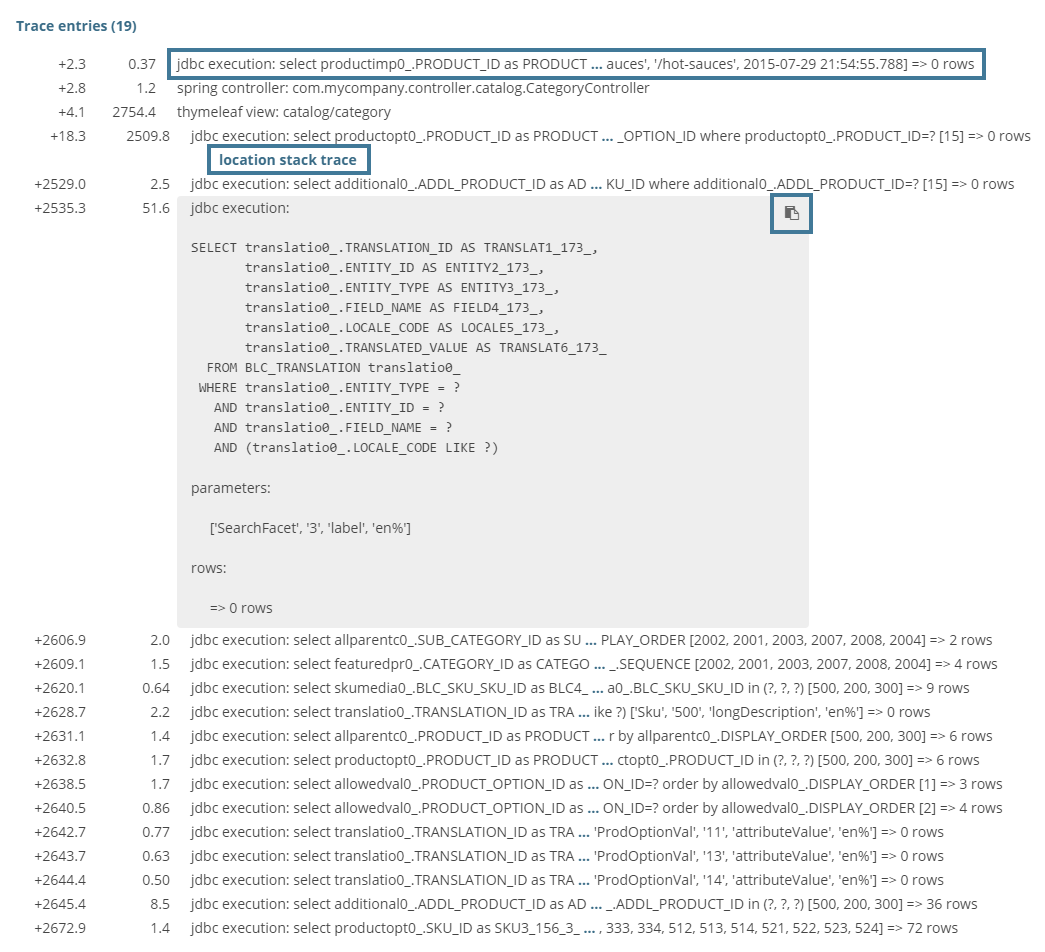 Trace entries (19)
+2.3 0.37 jdbc execution: select productimp0_.PRODUCT_ID as PRODUCT ... auces', '/hot-sauces', 2015-07-29 21:54:55.788] => 0 rows
+2.8 1.2 spring controller: com.mycompany.controller.catalog.CategoryController
+4.1 2754.4 thymeleaf view: catalog/category
+18.3 2509.8 jdbc execution: select productopt0_.PRODUCT_ID as PRODUCT ... _OPTION_ID where productopt0_.PRODUCT_ID=? [15] => 0 rows
location stack trace
+2529.0 2.5 jdbc execution: select additional0_.ADDL_PRODUCT_ID as AD ... KU_ID where additional0_.ADDL_PRODUCT_ID=? [15] => 0 rows
+2535.3 51.6 jdbc execution:
SELECT translatio0_.TRANSLATION_ID AS TRANSLAT1_173_,
translatio0_.ENTITY_ID AS ENTITY2_173_,
translatio0_.ENTITY_TYPE AS ENTITY3_173_,
translatio0_.FIELD_NAME AS FIELD4_173_,
translatio0_.LOCALE_CODE AS LOCALE5_173_,
translatio0_.TRANSLATED_VALUE AS TRANSLAT6_173_
FROM BLC_TRANSLATION translatio0_
WHERE translatio0_.ENTITY_TYPE = ?
AND translatio0_.ENTITY_ID = ?
AND translatio0_.FIELD_NAME = ?
AND (translatio0_.LOCALE_CODE LIKE ?)
parameters:
['SearchFacet', '3', 'label', 'en%']
rows:
=> 0 rows
+2606.9 2.0 jdbc execution: select allparentc0_.SUB_CATEGORY_ID as SU ... PLAY_ORDER [2002, 2001, 2003, 2007, 2008, 2004] => 2 rows
+2609.1 1.5 jdbc execution: select featuredpr0_.CATEGORY_ID as CATEGO ... _.SEQUENCE [2002, 2001, 2003, 2007, 2008, 2004] => 4 rows
+2620.1 0.64 jdbc execution: select skumedia0_.BLC_SKU_SKU_ID as BLC4_ ... a0_.BLC_SKU_SKU_ID in (?, ?, ?) [500, 200, 300] => 9 rows
+2628.7 2.2 jdbc execution: select translatio0_.TRANSLATION_ID as TRA ... ike ?) ['Sku', '500', 'longDescription', 'en%'] => 0 rows
+2631.1 1.4 jdbc execution: select allparentc0_.PRODUCT_ID as PRODUCT ... r by allparentc0_.DISPLAY_ORDER [500, 200, 300] => 6 rows
+2632.8 1.7 jdbc execution: select productopt0_.PRODUCT_ID as PRODUCT ... ctopt0_.PRODUCT_ID in (?, ?, ?) [500, 200, 300] => 6 rows
+2638.5 1.7 jdbc execution: select allowedval0_.PRODUCT_OPTION_ID as ... ON_ID=? order by allowedval0_.DISPLAY_ORDER [1] => 3 rows
+2640.5 0.86 jdbc execution: select allowedval0_.PRODUCT_OPTION_ID as ... ON_ID=? order by allowedval0_.DISPLAY_ORDER [2] => 4 rows
+2642.7 0.77 jdbc execution: select translatio0_.TRANSLATION_ID as TRA ... 'ProdOptionVal', '11', 'attributeValue', 'en%'] => 0 rows
+2643.7 0.63 jdbc execution: select translatio0_.TRANSLATION_ID as TRA ... 'ProdOptionVal', '13', 'attributeValue', 'en%'] => 0 rows
+2644.4 0.50 jdbc execution: select translatio0_.TRANSLATION_ID as TRA ... 'ProdOptionVal', '14', 'attributeValue', 'en%'] => 0 rows
+2645.4 8.5 jdbc execution: select additional0_.ADDL_PRODUCT_ID as AD ... _.ADDL_PRODUCT_ID in (?, ?, ?) [500, 200, 300] => 36 rows
+2672.9 1.4 jdbc execution: select productopt0_.SKU_ID as SKU3_156_3_ ... , 333, 334, 512, 513, 514, 521, 522, 523, 524] => 72 rows